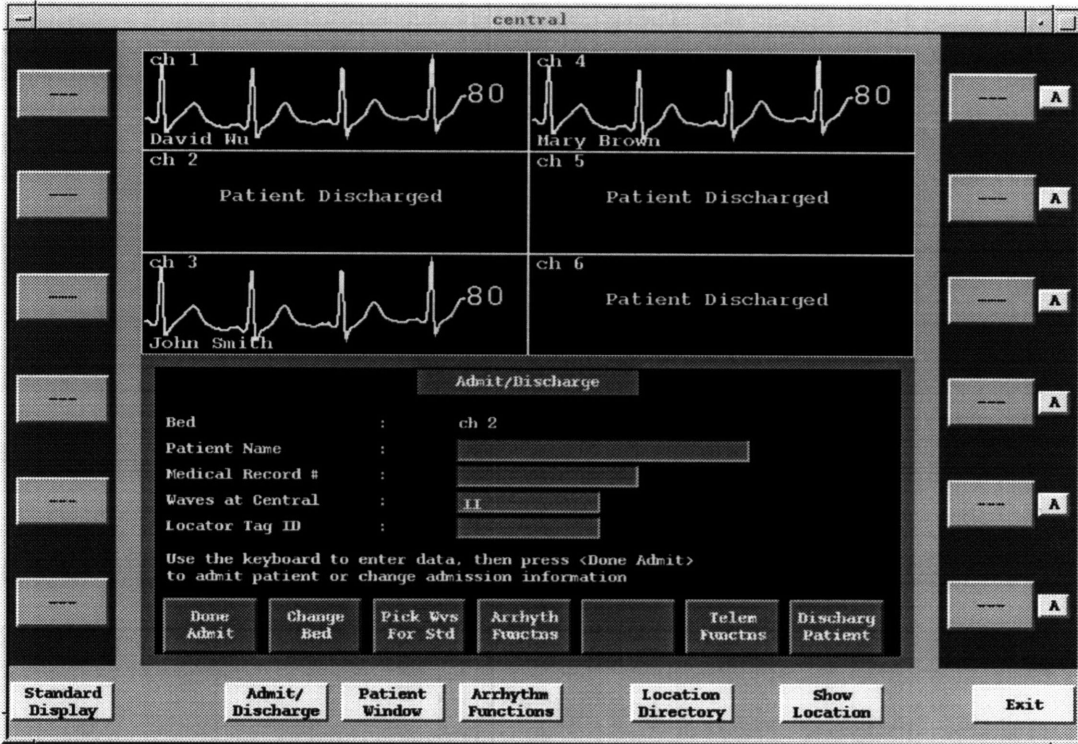 central
ch 1
80
David Wu
ch 4
80
Mary Brown
ch 2
Patient Discharged
ch 5
Patient Discharged
ch 3
80
John Smith
ch 6
Patient Discharged
---
---
---
---
---
---
--- A
--- A
--- A
--- A
--- A
--- A
Admit/Discharge
Bed : ch 2
Patient Name :
Medical Record # :
Waves at Central : II
Locator Tag ID :
Use the keyboard to enter data, then press <Done Admit>
to admit patient or change admission information
Done
Admit
Change
Bed
Pick Wvs
For Std
Arrhyth
Functns
Telem
Functns
Discharg
Patient
Standard
Display
Admit/
Discharge
Patient
Window
Arrhythm
Functions
Location
Directory
Show
Location
Exit